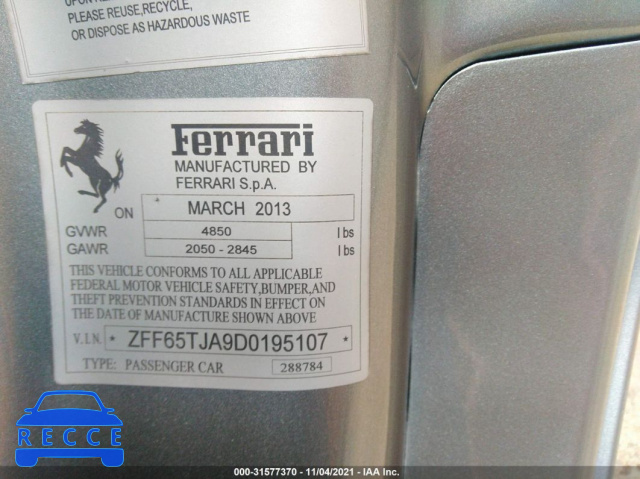 PLEASE REUSE,RECYCLE,
OR DISPOSE AS HAZARDOUS WASTE
Ferrari
MANUFACTURED BY
FERRARI S.p.A.
ON MARCH 2013
GVWR 4850 lbs
GAWR 2050 - 2845 lbs
THIS VEHICLE CONFORMS TO ALL APPLICABLE
FEDERAL MOTOR VEHICLE SAFETY,BUMPER,AND
THEFT PREVENTION STANDARDS IN EFFECT ON
THE DATE OF MANUFACTURE SHOWN ABOVE
V.I.N. * ZFF65TJA9D0195107 *
TYPE: PASSENGER CAR 288784
RECCE
000-31577370 - 11/04/2021 - IAA Inc.